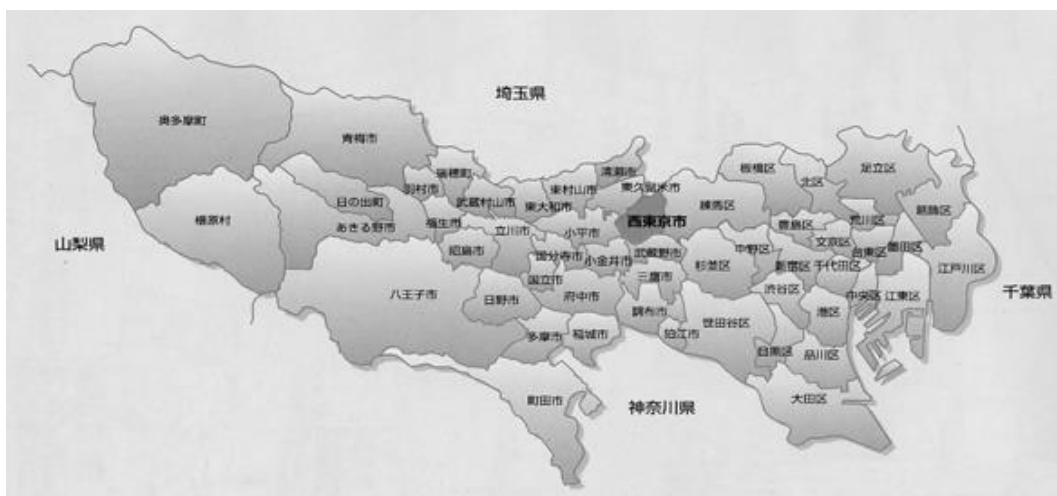 埼玉県
奥多摩町
青梅市
瑞穂町
清瀬市
板橋区
足立区
北区
羽村市
東村山市
東久留米市
日の出町
武蔵村山市
東大和市
練馬区
葛飾区
檜原村
あきる野市
福生市
立川市
小平市
西東京市
豊島区
荒川区
文京区
台東区
墨田区
山梨県
昭島市
国分寺市
小金井市
武蔵野市
中野区
杉並区
新宿区
千代田区
江戸川区
国立市
三鷹市
渋谷区
千葉県
八王子市
日野市
府中市
中央区
江東区
調布市
港区
世田谷区
多摩市
稲城市
狛江市
目黒区
品川区
町田市
神奈川県
大田区